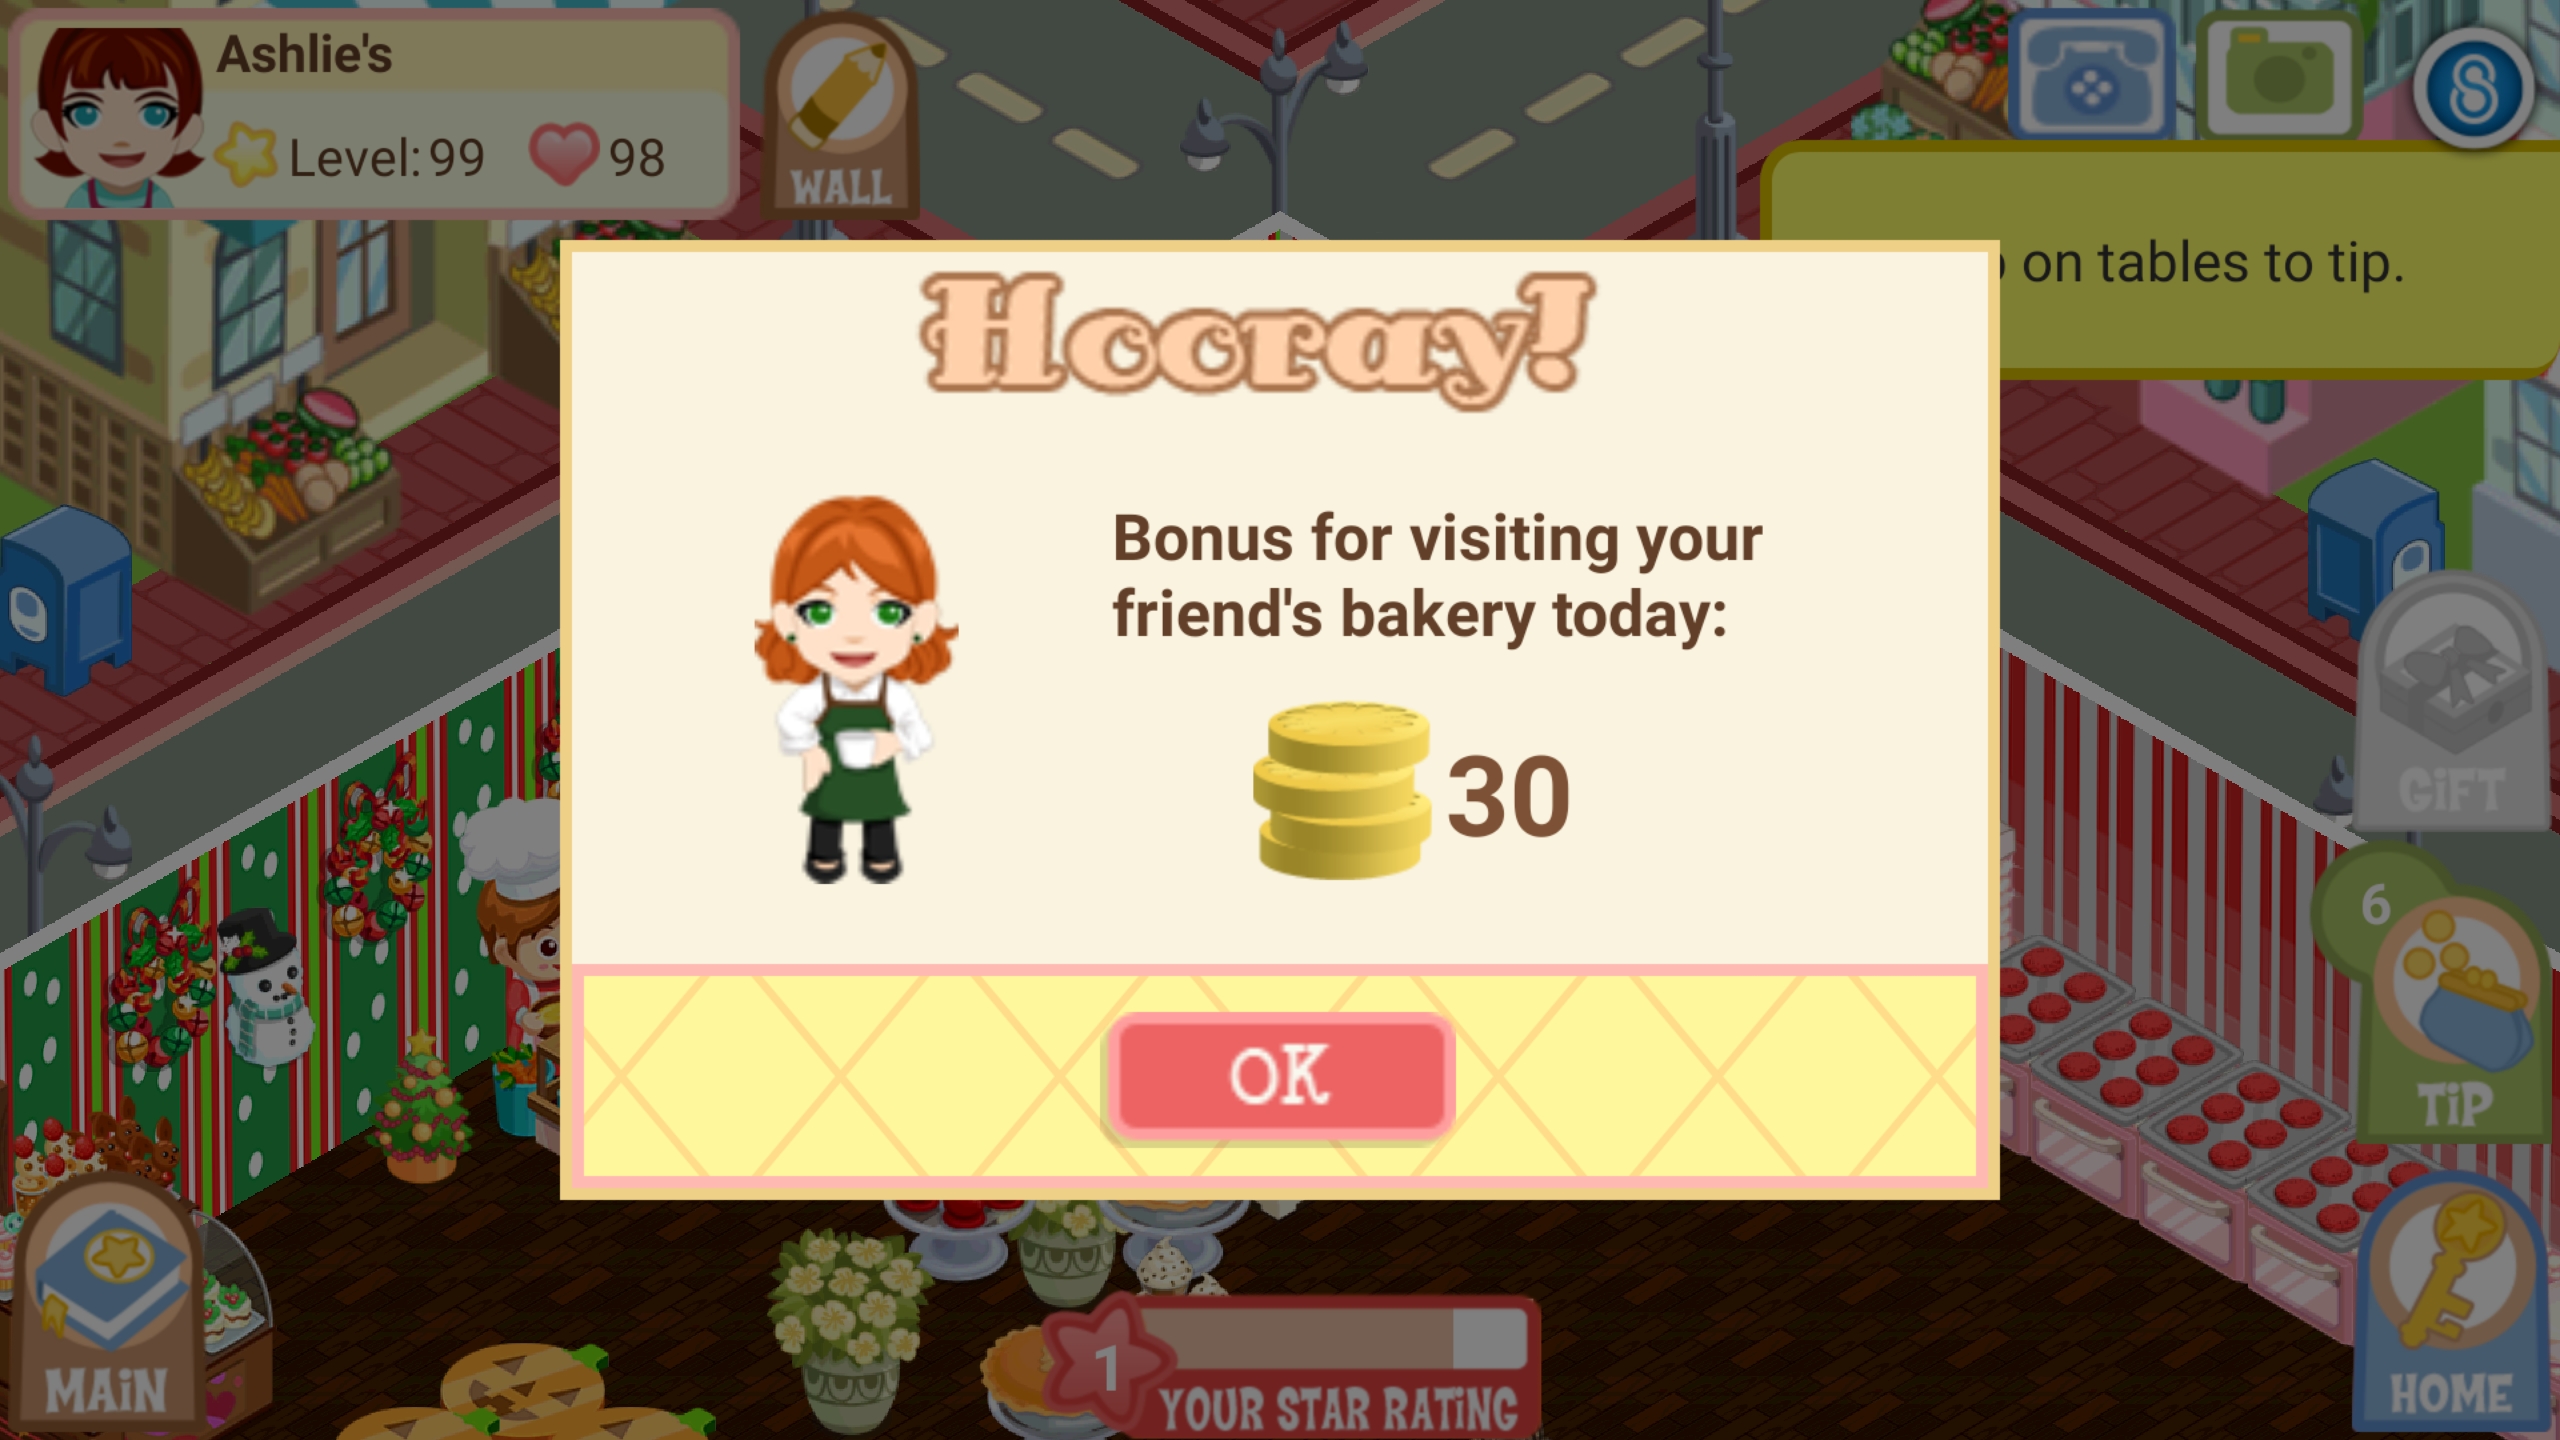 Ashlie's
Level: 99
98
WALL
on tables to tip.
Hooray!
Bonus for visiting your
friend's bakery today:
30
OK
GiFT
6
TiP
MAiN
1
YOUR STAR RATiNG
HOME